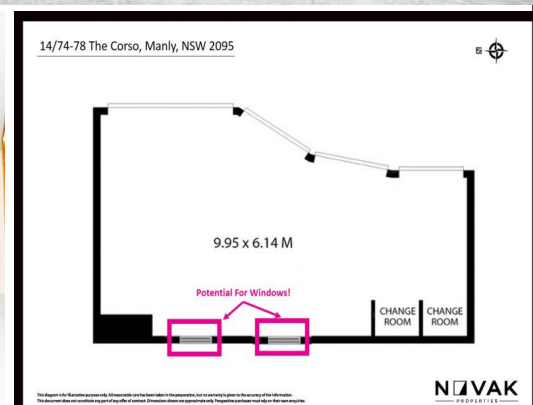 14/74-78 The Corso, Manly, NSW 2095
9.95 x 6.14 M
Potential For Windows!
CHANGE ROOM
CHANGE ROOM
This diagram is for illustrative purpose only. All reasonable care has been taken in the preparation, but no warranty is given to the accuracy of the information.
This document does not constitute any part of any offer of contract. Dimensions shown are approximate only. Prospective purchasers must rely on their own enquiries.
NOVAK
PROPERTIES